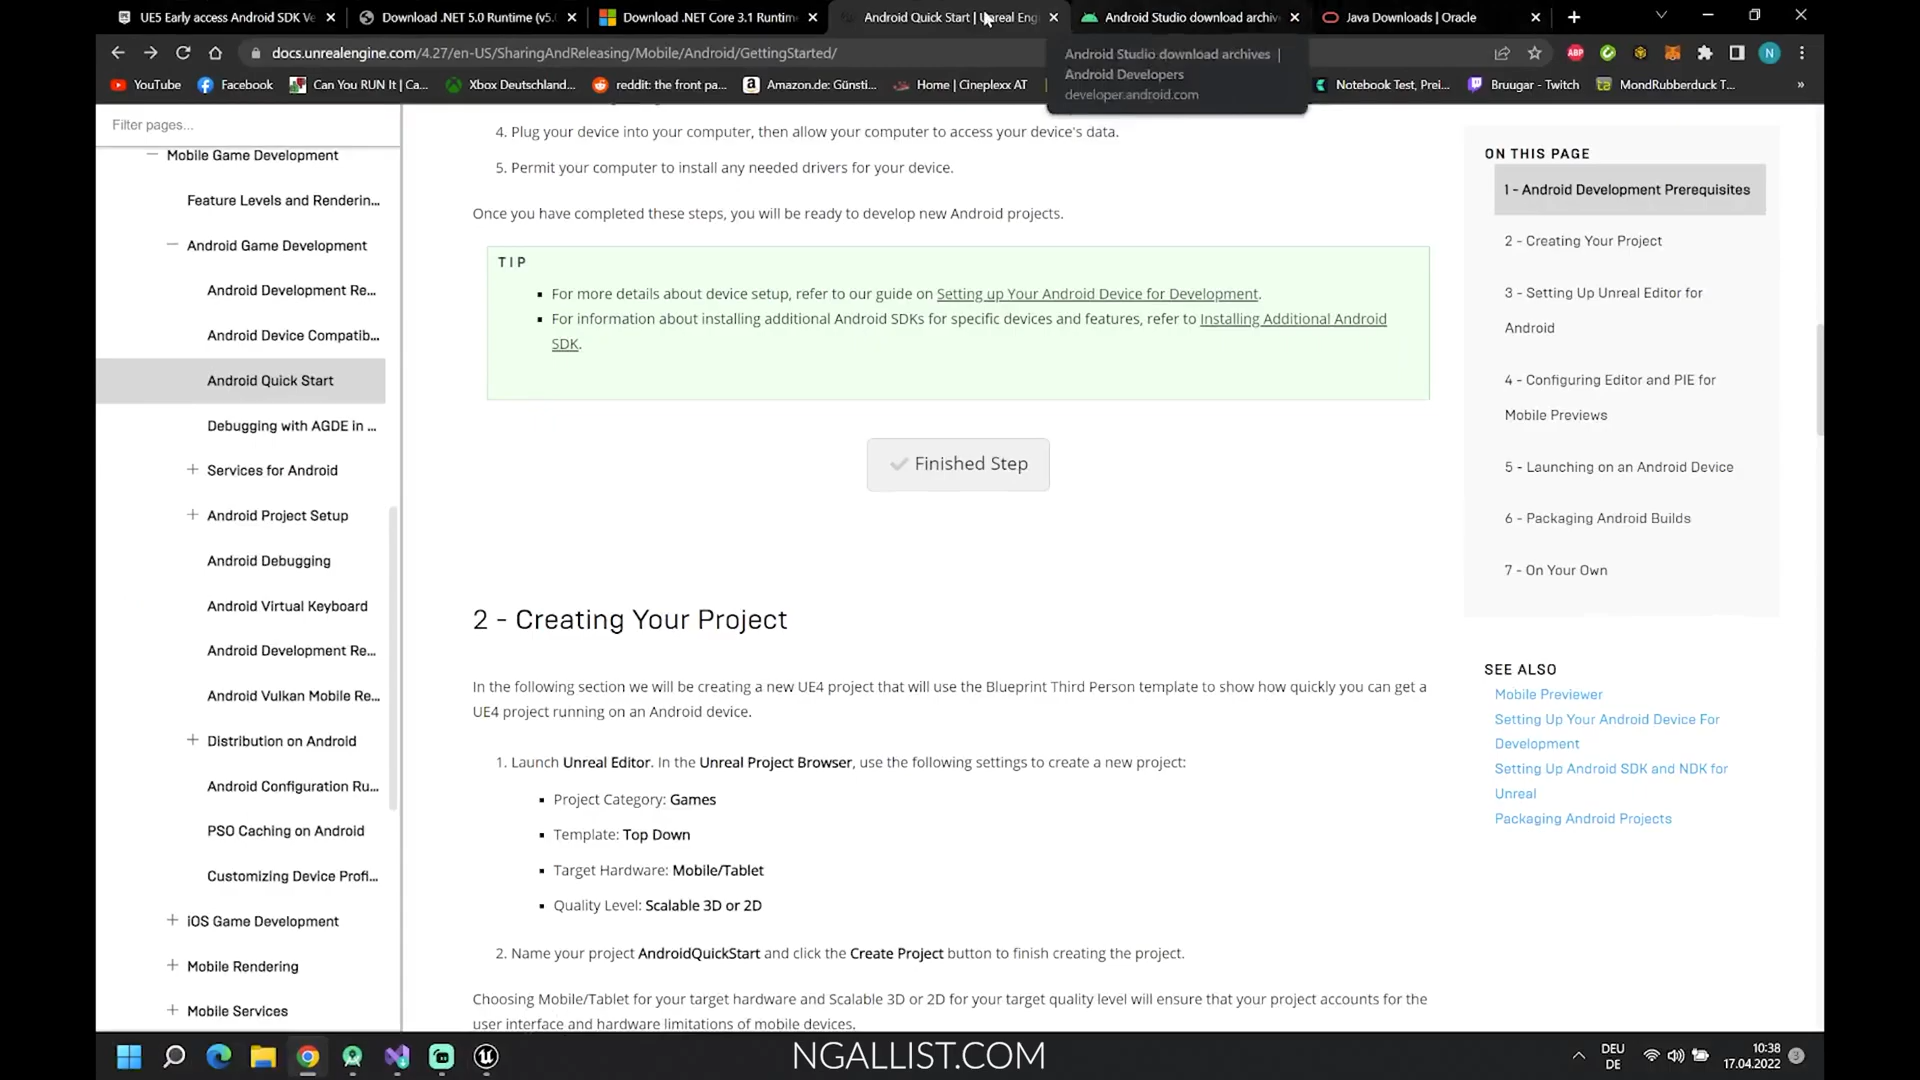 UE5 Early access Android SDK Ve
Download .NET 5.0 Runtime (v5.
Download .NET Core 3.1 Runtim
Android Quick Start | Unreal Eng
Android Studio download archiv
Java Downloads | Oracle
docs.unrealengine.com/4.27/en-US/SharingAndReleasing/Mobile/Android/GettingStarted/
ABP
N
YouTube
Facebook
Can You RUN It | Ca...
Xbox Deutschland...
reddit: the front pa...
Amazon.de: Günsti...
Home | Cineplexx AT
Notebook Test, Prei...
Bruugar - Twitch
MondRubberduck T...
»
Android Studio download archives |
Android Developers
developer.android.com
Filter pages...
Mobile Game Development
Feature Levels and Renderin...
Android Game Development
Android Development Re...
Android Device Compatib...
Android Quick Start
Debugging with AGDE in ...
Services for Android
Android Project Setup
Android Debugging
Android Virtual Keyboard
Android Development Re...
Android Vulkan Mobile Re...
Distribution on Android
Android Configuration Ru...
PSO Caching on Android
Customizing Device Profi...
iOS Game Development
Mobile Rendering
Mobile Services
4. Plug your device into your computer, then allow your computer to access your device's data.
5. Permit your computer to install any needed drivers for your device.
Once you have completed these steps, you will be ready to develop new Android projects.
TIP
For more details about device setup, refer to our guide on Setting up Your Android Device for Development.
For information about installing additional Android SDKs for specific devices and features, refer to Installing Additional Android
SDK.
Finished Step
2 - Creating Your Project
In the following section we will be creating a new UE4 project that will use the Blueprint Third Person template to show how quickly you can get a
UE4 project running on an Android device.
1. Launch Unreal Editor. In the Unreal Project Browser, use the following settings to create a new project:
Project Category: Games
Template: Top Down
Target Hardware: Mobile/Tablet
Quality Level: Scalable 3D or 2D
2. Name your project AndroidQuickStart and click the Create Project button to finish creating the project.
Choosing Mobile/Tablet for your target hardware and Scalable 3D or 2D for your target quality level will ensure that your project accounts for the
user interface and hardware limitations of mobile devices.
ON THIS PAGE
1 - Android Development Prerequisites
2 - Creating Your Project
3 - Setting Up Unreal Editor for
Android
4 - Configuring Editor and PIE for
Mobile Previews
5 - Launching on an Android Device
6 - Packaging Android Builds
7 - On Your Own
SEE ALSO
Mobile Previewer
Setting Up Your Android Device For
Development
Setting Up Android SDK and NDK for
Unreal
Packaging Android Projects
NGALLIST.COM
DEU
DE
10:38
17.04.2022
3